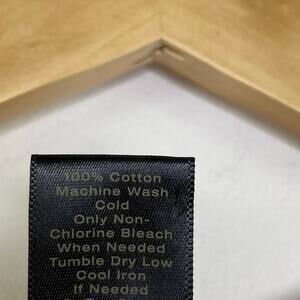 100% Cotton
Machine Wash
Cold
Only Non-
Chlorine Bleach
When Needed
Tumble Dry Low
Cool Iron
If Needed